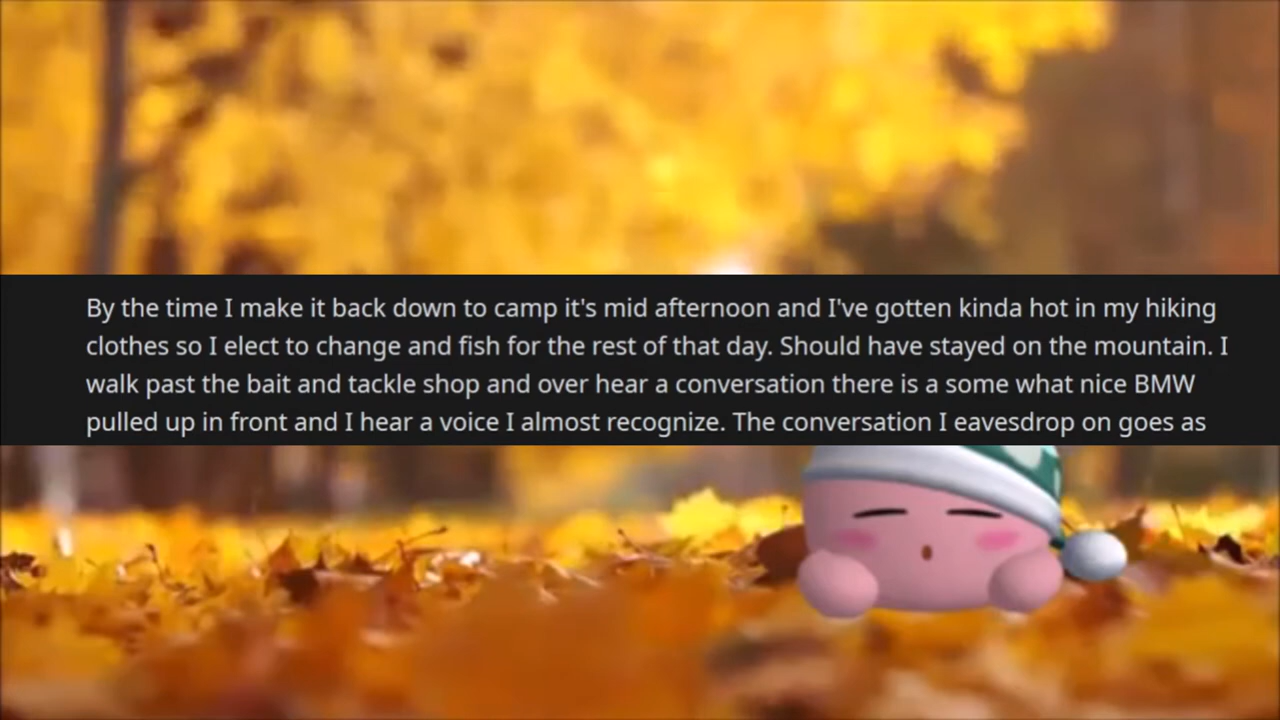 By the time I make it back down to camp it's mid afternoon and I've gotten kinda hot in my hiking
clothes so I elect to change and fish for the rest of that day. Should have stayed on the mountain. I
walk past the bait and tackle shop and over hear a conversation there is a some what nice BMW
pulled up in front and I hear a voice I almost recognize. The conversation I eavesdrop on goes as